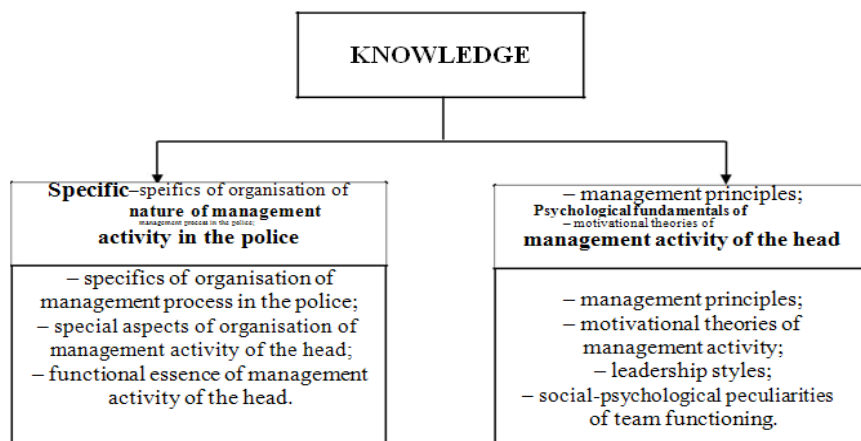 KNOWLEDGE
Specific–speifics of organisation of
nature of management
management process in the police;
activity in the police
– specifics of organisation of
management process in the police;
– special aspects of organisation of
management activity of the head;
– functional essence of management
activity of the head.
– management principles;
Psychological fundamentals of
– motivational theories of
management activity of the head
– management principles;
– motivational theories of
management activity;
– leadership styles;
– social-psychological peculiarities
of team functioning.